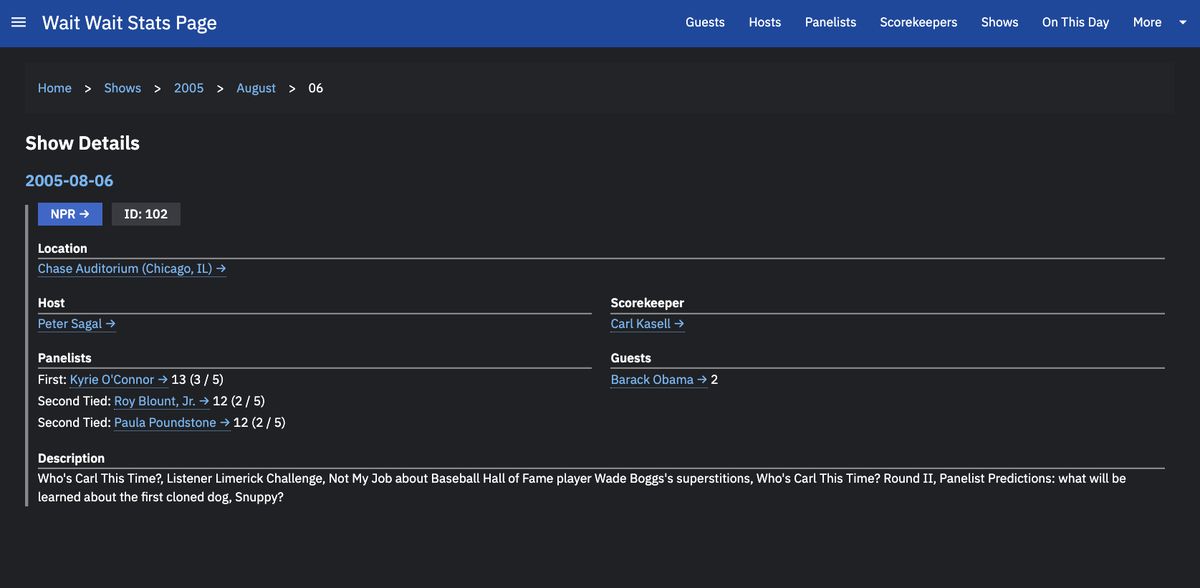 Wait Wait Stats Page
Guests Hosts Panelists Scorekeepers Shows On This Day More
Home > Shows > 2005 > August > 06
Show Details
2005-08-06
NPR → ID: 102
Location
Chase Auditorium (Chicago, IL) →
Host
Peter Sagal →
Scorekeeper
Carl Kasell →
Panelists
First: Kyrie O'Connor → 13 (3 / 5)
Second Tied: Roy Blount, Jr. → 12 (2 / 5)
Second Tied: Paula Poundstone → 12 (2 / 5)
Guests
Barack Obama → 2
Description
Who's Carl This Time?, Listener Limerick Challenge, Not My Job about Baseball Hall of Fame player Wade Boggs's superstitions, Who's Carl This Time? Round II, Panelist Predictions: what will be
learned about the first cloned dog, Snuppy?